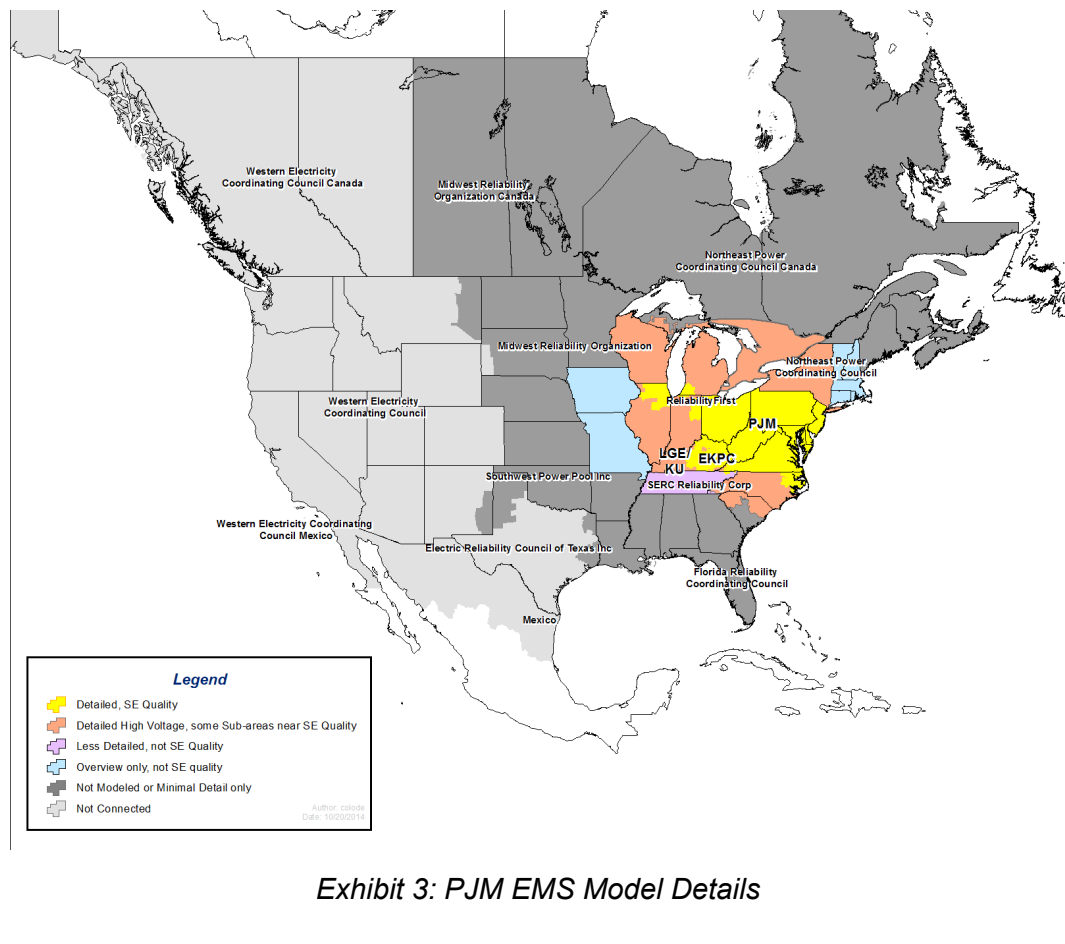 Western Electricity
Coordinating Council Canada
Midwest Reliability
Organization Canada
Northeast Power
Coordinating Council Canada
Midwest Reliability Organization
Northeast Power
Coordinating Council
Western Electricity
Coordinating Council
ReliabilityFirst
PJM
LGE/
KU
EKPC
Southwest Power Pool Inc
SERC Reliability Corp
Western Electricity Coordinating
Council Mexico
Electric Reliability Council of Texas Inc
Florida Reliability
Coordinating Council
Mexico
Legend
Detailed, SE Quality
Detailed High Voltage, some Sub-areas near SE Quality
Less Detailed, not SE Quality
Overview only, not SE quality
Not Modeled or Minimal Detail only
Not Connected
Author: colode
Date: 10/20/2014
Exhibit 3: PJM EMS Model Details